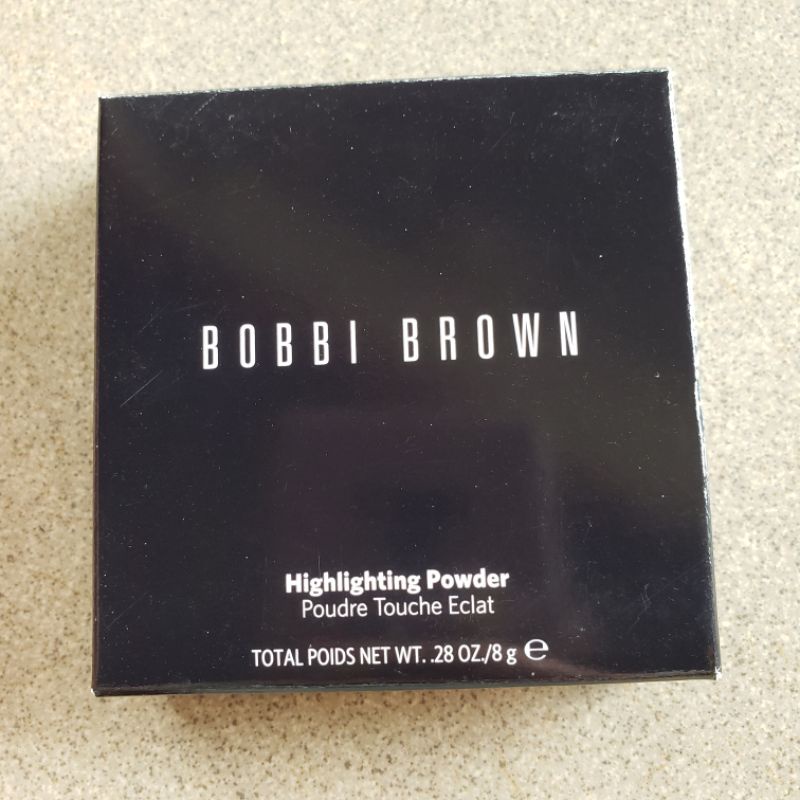 BOBBI BROWN
Highlighting Powder
Poudre Touche Eclat
TOTAL POIDS NET WT. .28 OZ./8 g ℮